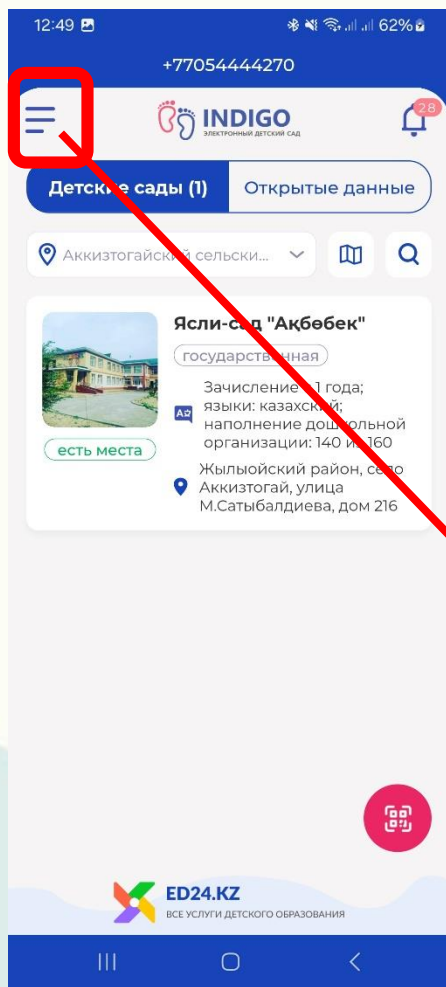 12:49
62%
+77054444270
INDIGO
ЭЛЕКТРОННЫЙ ДЕТСКИЙ САД
28
Детские сады (1)
Открытые данные
Аккизтогайский сельски...
Ясли-сад "Ақбөбек"
государственная
Зачисление с 1 года;
языки: казахский;
наполнение дошкольной
организации: 140 из 160
есть места
Жылыойский район, село
Аккизтогай, улица
М.Сатыбалдиева, дом 216
ED24.KZ
ВСЕ УСЛУГИ ДЕТСКОГО ОБРАЗОВАНИЯ